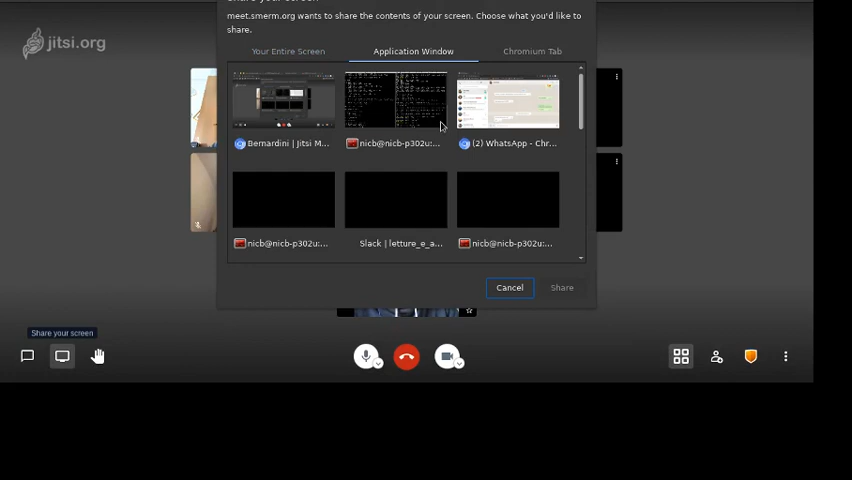 meet.smerm.org wants to share the contents of your screen. Choose what you'd like to
share.
Your Entire Screen
Application Window
Chromium Tab
jitsi.org
Bernardini | Jitsi M...
nicb@nicb-p302u:...
(2) WhatsApp - Chr...
nicb@nicb-p302u:...
Slack | letture_e_a...
nicb@nicb-p302u:...
Cancel
Share
Share your screen